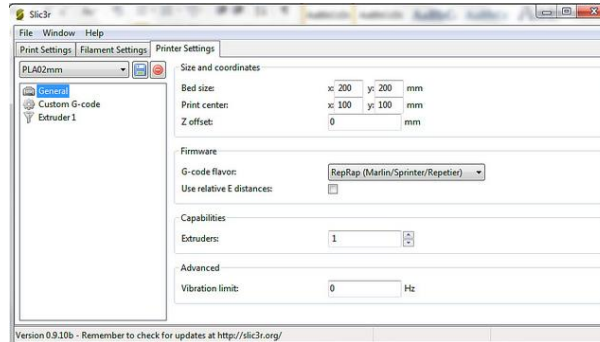 Slic3r
File Window Help
Print Settings Filament Settings Printer Settings
PLA02mm
General
Custom G-code
Extruder 1
Size and coordinates
Bed size: x: 200 y: 200 mm
Print center: x: 100 y: 100 mm
Z offset: 0 mm
Firmware
G-code flavor: RepRap (Marlin/Sprinter/Repetier)
Use relative E distances:
Capabilities
Extruders: 1
Advanced
Vibration limit: 0 Hz
Version 0.9.10b - Remember to check for updates at http://slic3r.org/